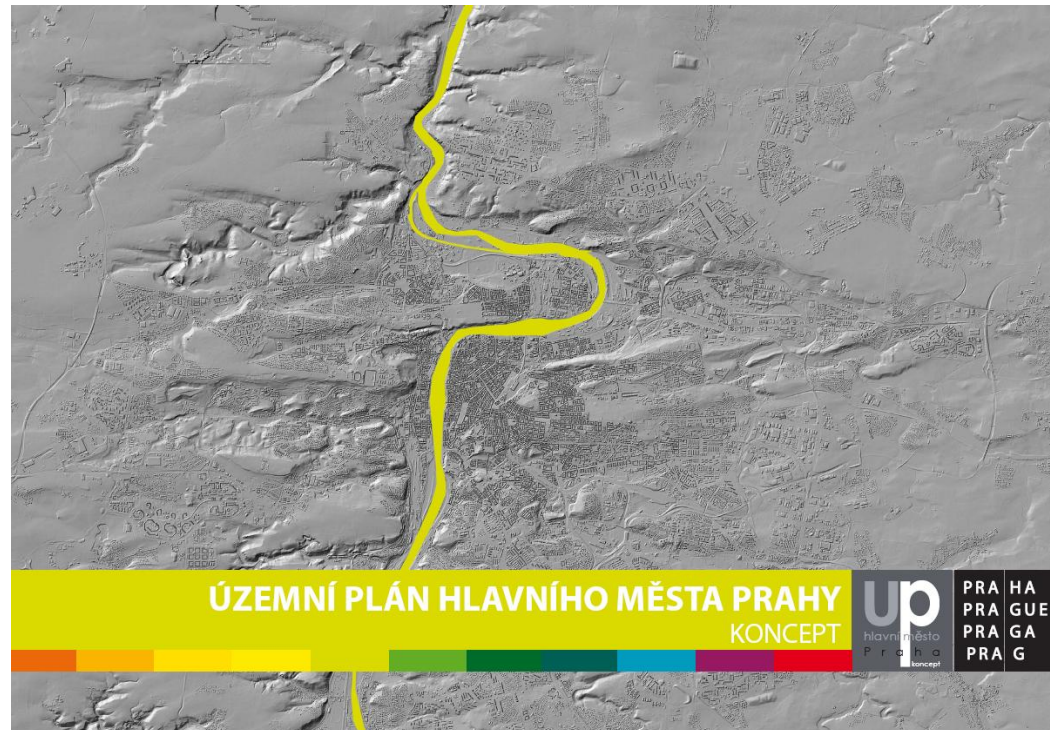 ÚZEMNÍ PLÁN HLAVNÍHO MĚSTA PRAHY
KONCEPT
up
hlavní město
Praha
koncept
PRA HA
PRA GUE
PRA GA
PRA G